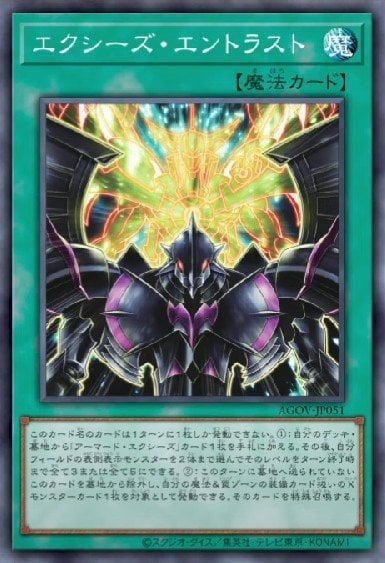 エクシーズ・エントラスト
魔
【魔法カード】
AGOV-JP051
このカード名のカードは1ターンに1枚しか発動できない。①:自分のデッキ・
墓地から「アーマード・エクシーズ」カード1枚を手札に加える。その後、自分
フィールドの表側表示モンスターを2体まで選んでそのレベルをターン終了時
まで全て3または全て5にできる。②:このターンに墓地へ送られていない
このカードを墓地から除外し、自分の魔法&罠ゾーンの装備カード扱いのX
モンスターカード1枚を対象として発動できる。そのカードを特殊召喚する。
©スタジオ・ダイス/集英社・テレビ東京・KONAMI